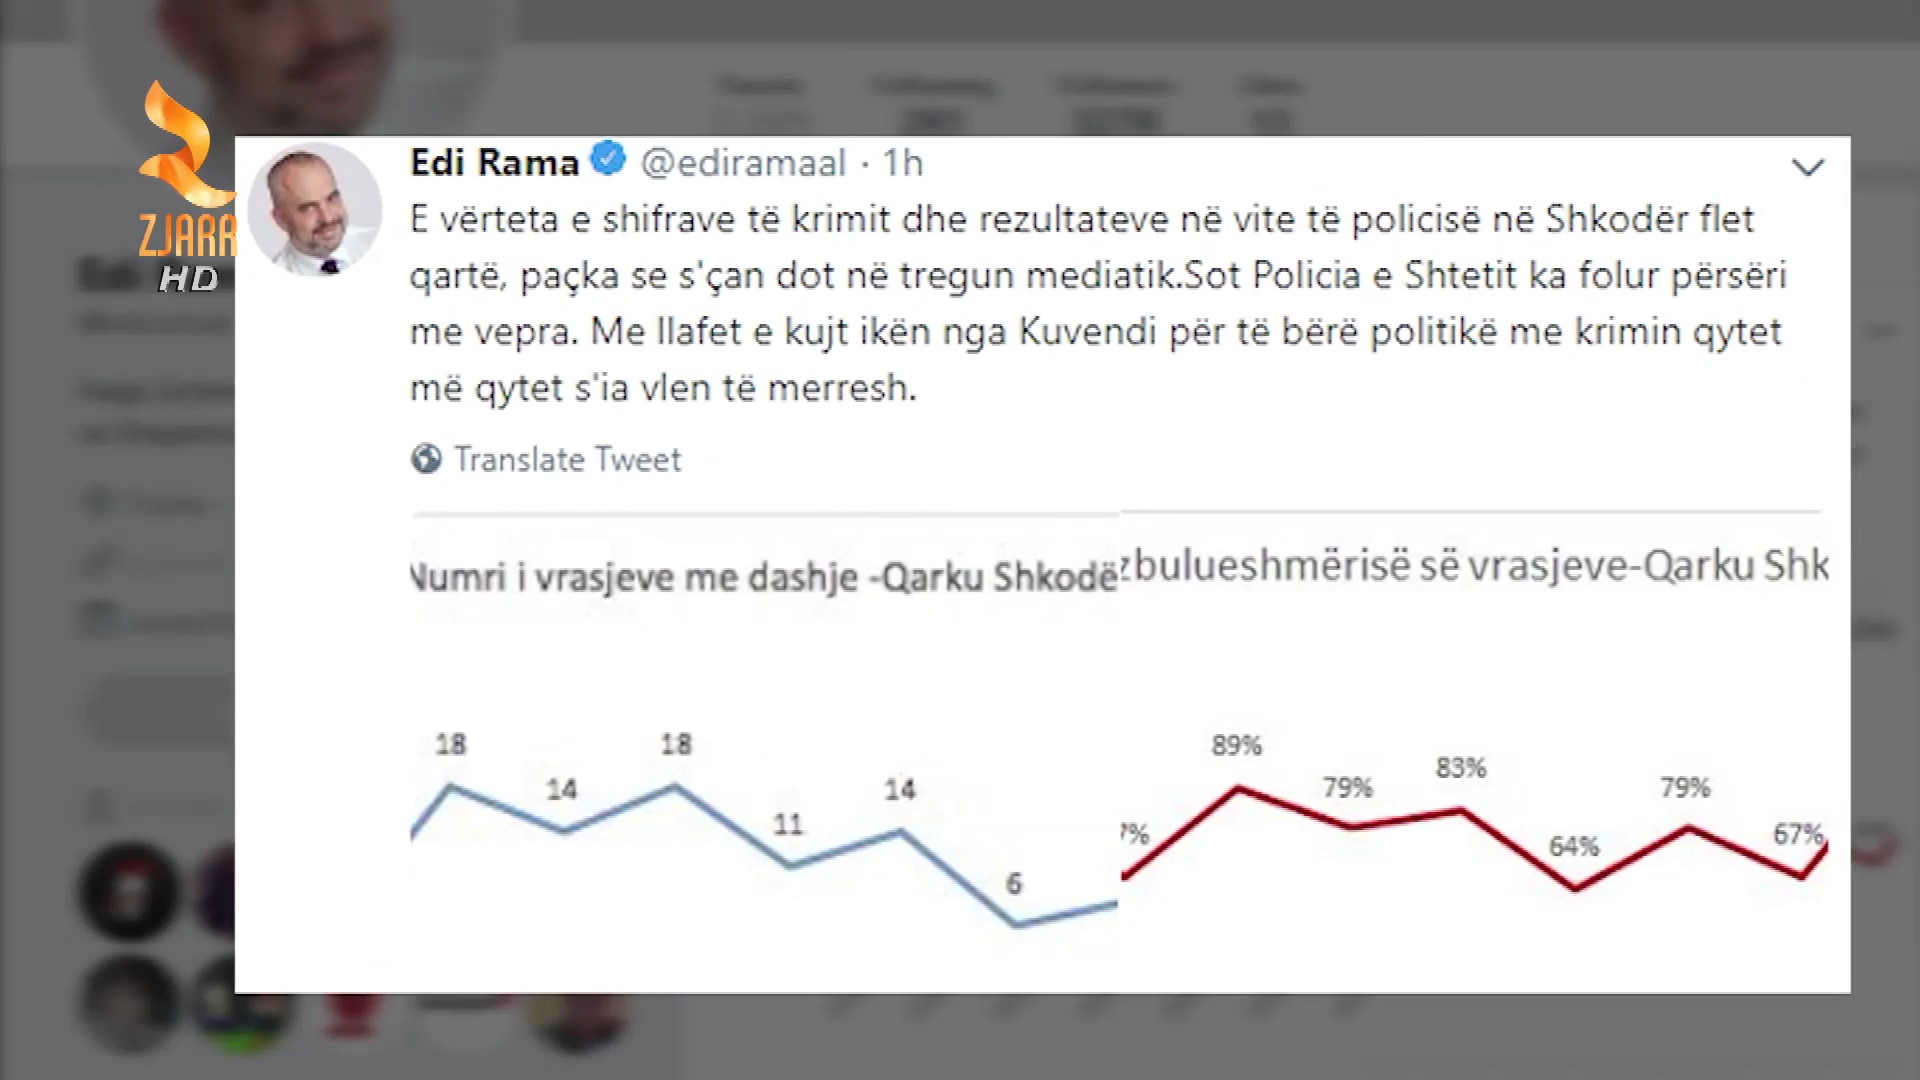 ZJARR
HD
Edi Rama @ediramaal · 1h
E vërteta e shifrave të krimit dhe rezultateve në vite të policisë në Shkodër flet
qartë, paçka se s'çan dot në tregun mediatik.Sot Policia e Shtetit ka folur përsëri
me vepra. Me llafet e kujt ikën nga Kuvendi për të bërë politikë me krimin qytet
më qytet s'ia vlen të merresh.
Translate Tweet
Numri i vrasjeve me dashje -Qarku Shkodë
zbulueshmërisë së vrasjeve-Qarku Shk
18
14
18
11
14
6
7%
89%
79%
83%
64%
79%
67%